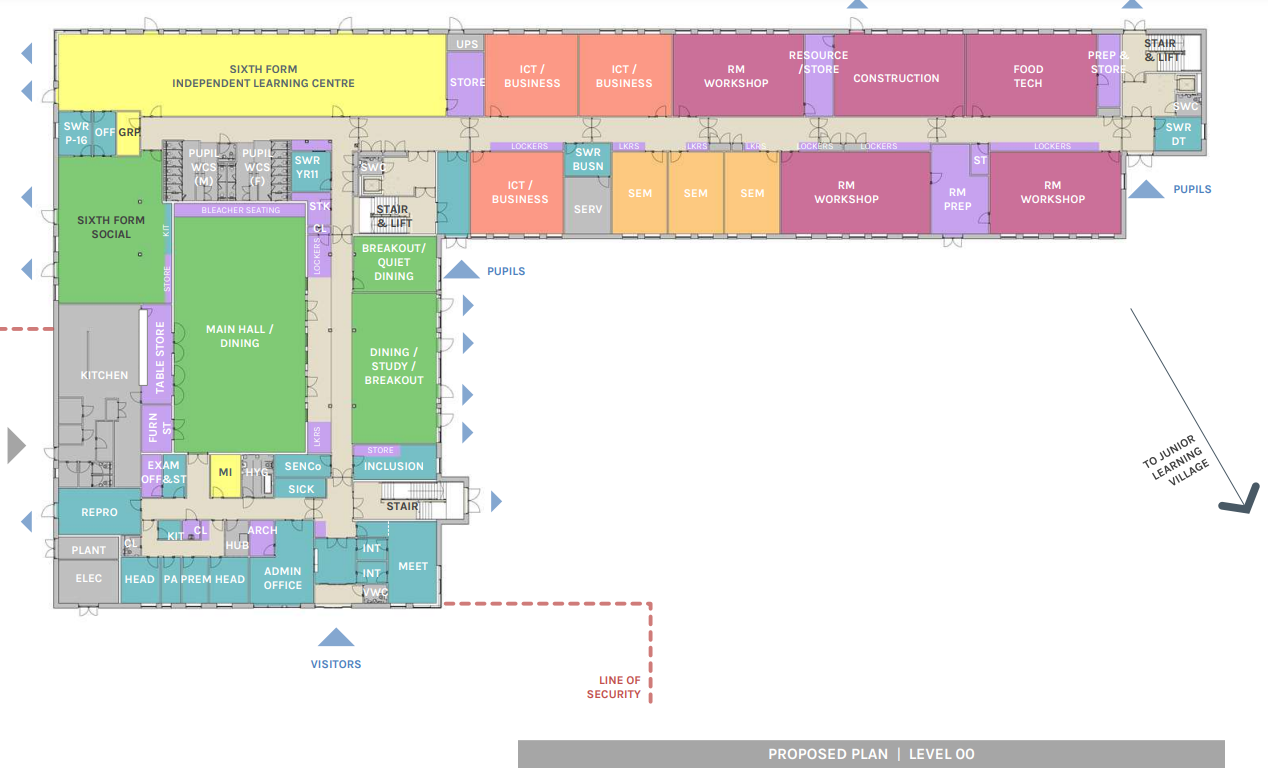 UPS
STORE
SIXTH FORM
INDEPENDENT LEARNING CENTRE
ICT /
BUSINESS
ICT /
BUSINESS
RM
WORKSHOP
RESOURCE
/STORE
CONSTRUCTION
FOOD
TECH
PREP &
STORE
STAIR
& LIFT
SWC
SWR
DT
SWR
P-16
OFF
GRP
PUPIL
WCS
(M)
PUPIL
WCS
(F)
SWR
YR11
SWC
STAIR
& LIFT
LOCKERS
ICT /
BUSINESS
SWR
BUSN
SERV
LKRS
LKRS
LKRS
SEM
SEM
SEM
LOCKERS
LOCKERS
RM
WORKSHOP
RM
PREP
ST
LOCKERS
RM
WORKSHOP
PUPILS
SIXTH FORM
SOCIAL
KIT
STORE
BLEACHER SEATING
STK
CL
LOCKERS
BREAKOUT/
QUIET
DINING
PUPILS
MAIN HALL /
DINING
DINING /
STUDY /
BREAKOUT
KITCHEN
TABLE STORE
FURN
ST
LKRS
STORE
INCLUSION
EXAM
OFF&ST
MI
HYG
SENCo
SICK
STAIR
REPRO
PLANT
ELEC
CL
KIT
CL
HUB
ARCH
HEAD
PA
PREM
HEAD
ADMIN
OFFICE
INT
INT
VWC
MEET
VISITORS
LINE OF
SECURITY
TO JUNIOR
LEARNING
VILLAGE
PROPOSED PLAN | LEVEL 00